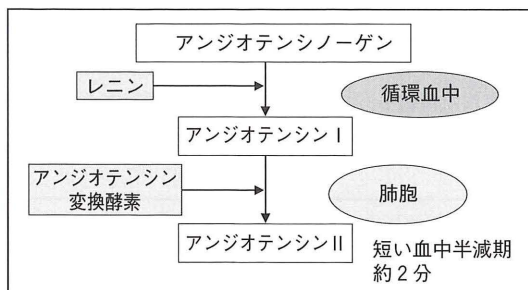 アンジオテンシノーゲン
レニン
循環血中
アンジオテンシンⅠ
アンジオテンシン
変換酵素
肺胞
アンジオテンシンⅡ
短い血中半減期
約2分